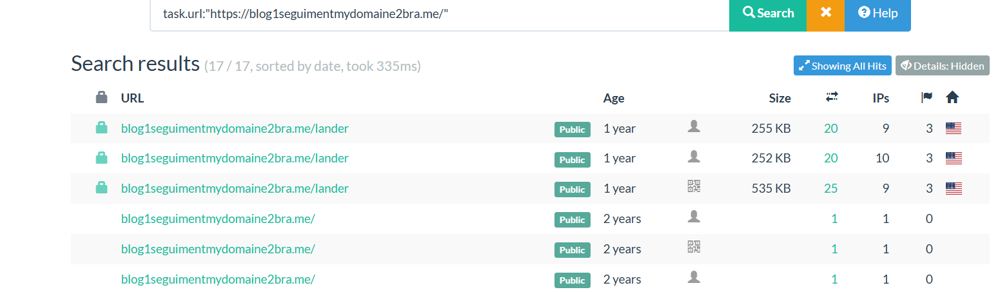 task.url:"https://blog1seguimentmydomaine2bra.me/" Search Help
Search results (17 / 17, sorted by date, took 335ms) Showing All Hits Details: Hidden
URL Age Size IPs
blog1seguimentmydomaine2bra.me/lander Public 1 year 255 KB 20 9 3
blog1seguimentmydomaine2bra.me/lander Public 1 year 252 KB 20 10 3
blog1seguimentmydomaine2bra.me/lander Public 1 year 535 KB 25 9 3
blog1seguimentmydomaine2bra.me/ Public 2 years 1 1 0
blog1seguimentmydomaine2bra.me/ Public 2 years 1 1 0
blog1seguimentmydomaine2bra.me/ Public 2 years 1 1 0